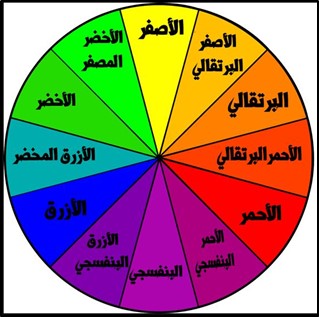 الأصفر
الأصفر
البرتقالي
البرتقالي
الأحمر البرتقالي
الأحمر
الأحمر
البنفسجي
البنفسجي
الأزرق
البنفسجي
الأزرق
الأزرق المخضر
الأخضر
الأخضر
المصفر